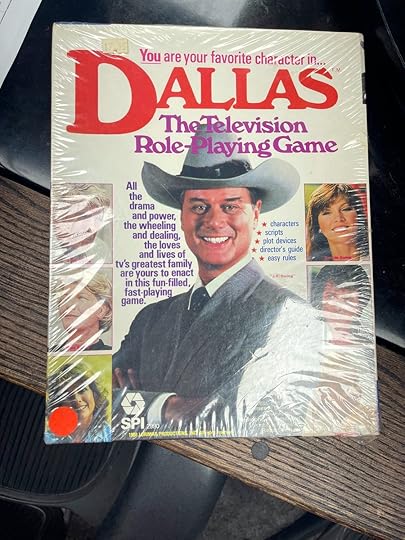 You are your favorite character in...
DALLAS™
The Television
Role-Playing Game
All
the
drama
and power,
the wheeling
and dealing,
the loves
and lives of
tv's greatest family
are yours to enact
in this fun-filled,
fast-playing
game.
★ characters
★ scripts
★ plot devices
★ director's guide
★ easy rules
SPI